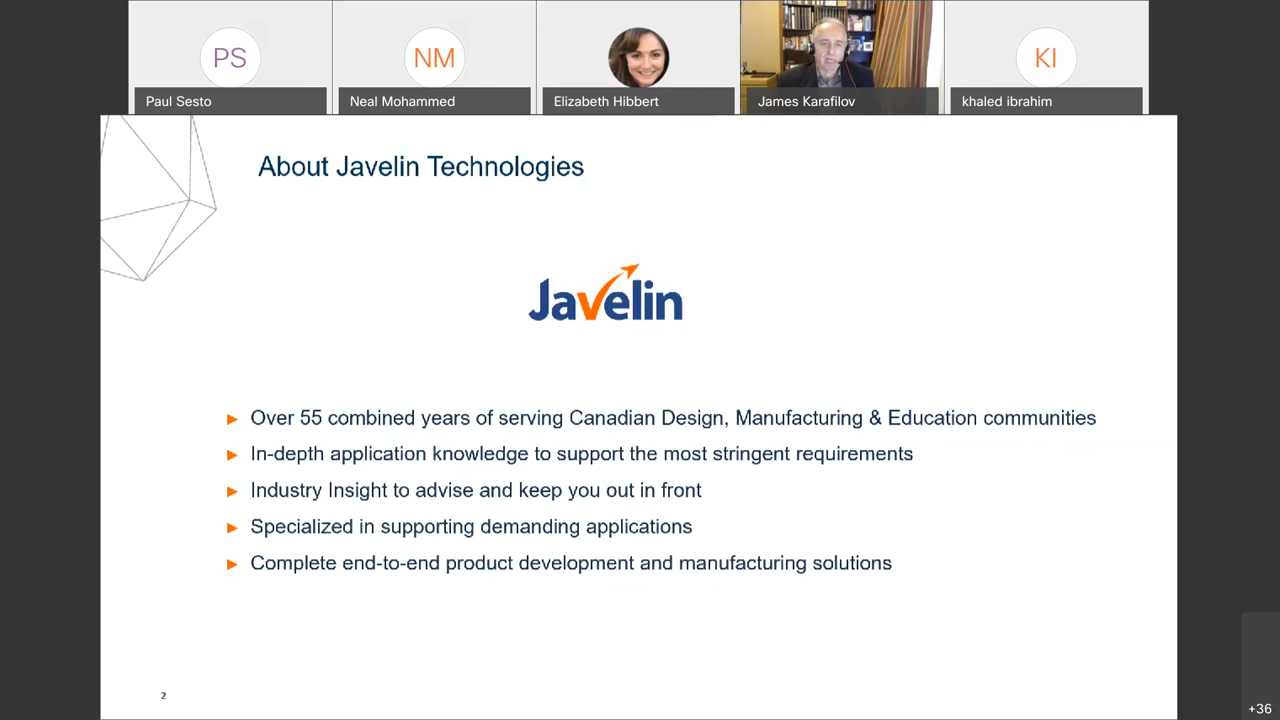 PS
NM
KI
Paul Sesto
Neal Mohammed
Elizabeth Hibbert
James Karafilov
khaled ibrahim
About Javelin Technologies
Javelin
Over 55 combined years of serving Canadian Design, Manufacturing & Education communities
In-depth application knowledge to support the most stringent requirements
Industry Insight to advise and keep you out in front
Specialized in supporting demanding applications
Complete end-to-end product development and manufacturing solutions
2
+36